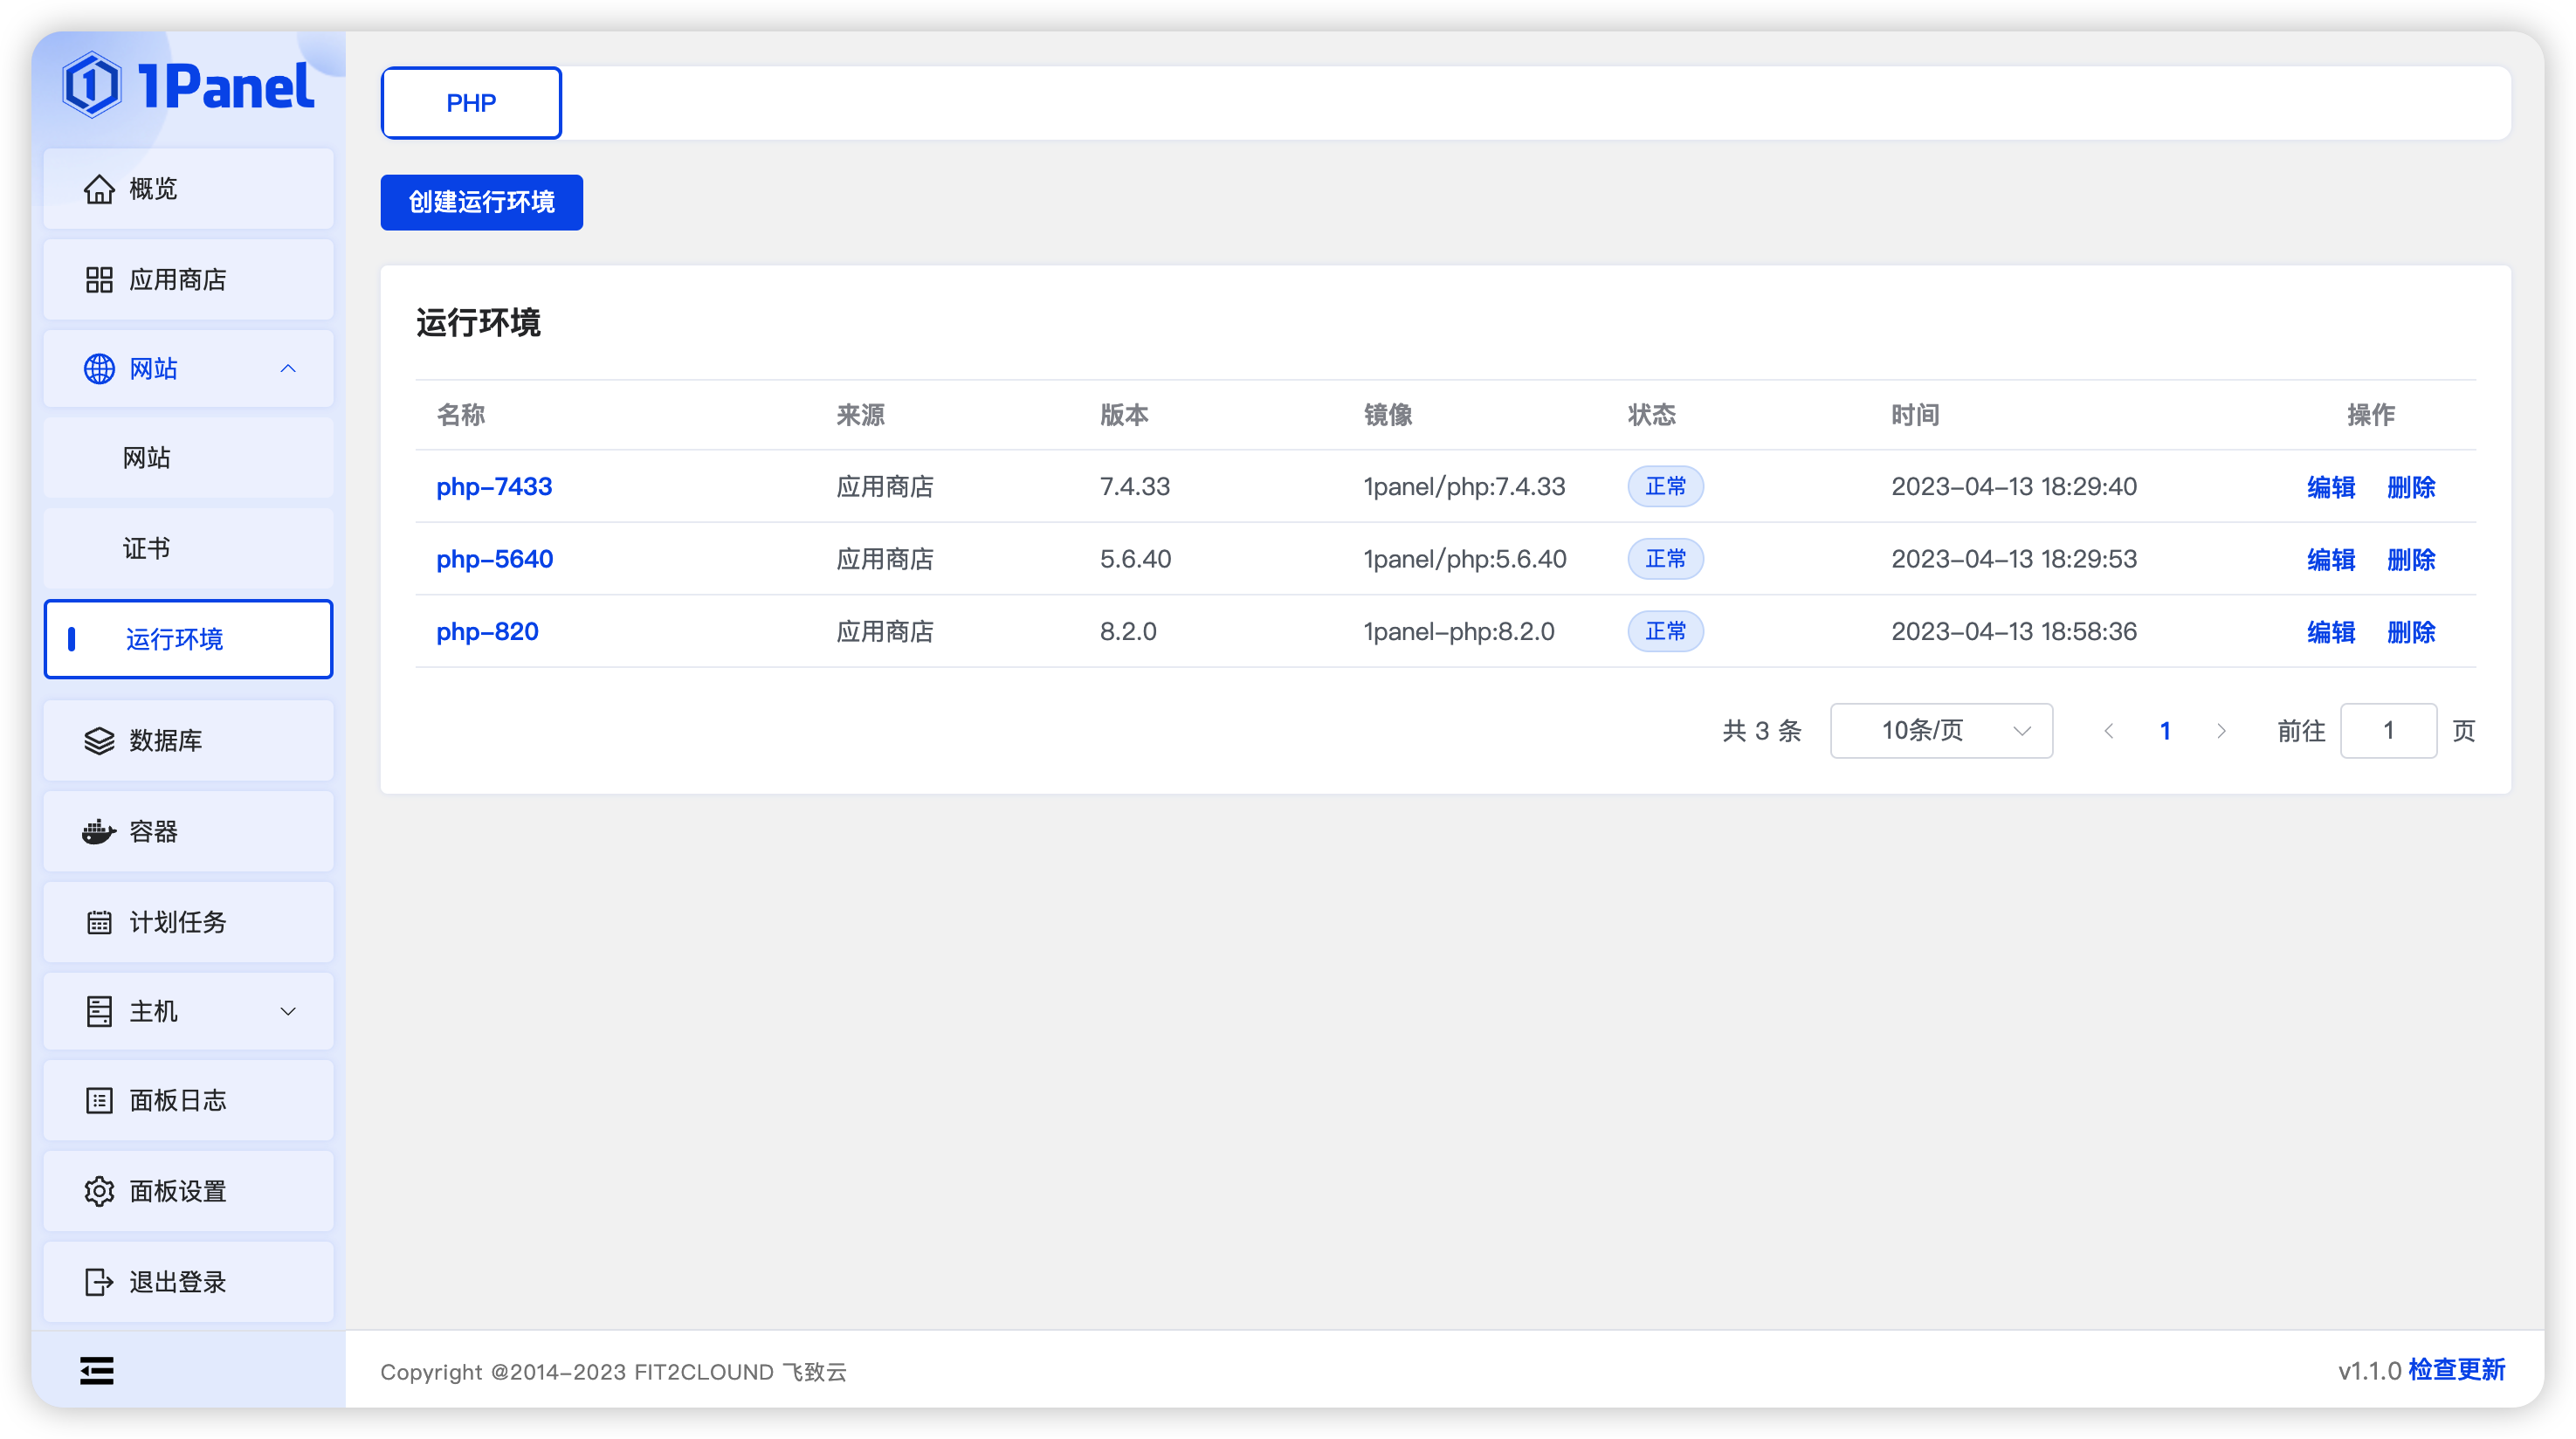 1Panel
概览
应用商店
网站
网站
证书
运行环境
数据库
容器
计划任务
主机
面板日志
面板设置
退出登录
PHP
创建运行环境
运行环境
名称 来源 版本 镜像 状态 时间 操作
php-7433 应用商店 7.4.33 1panel/php:7.4.33 正常 2023-04-13 18:29:40 编辑 删除
php-5640 应用商店 5.6.40 1panel/php:5.6.40 正常 2023-04-13 18:29:53 编辑 删除
php-820 应用商店 8.2.0 1panel-php:8.2.0 正常 2023-04-13 18:58:36 编辑 删除
共 3 条 10条/页 1 前往 1 页
Copyright @2014-2023 FIT2CLOUND 飞致云 v1.1.0 检查更新